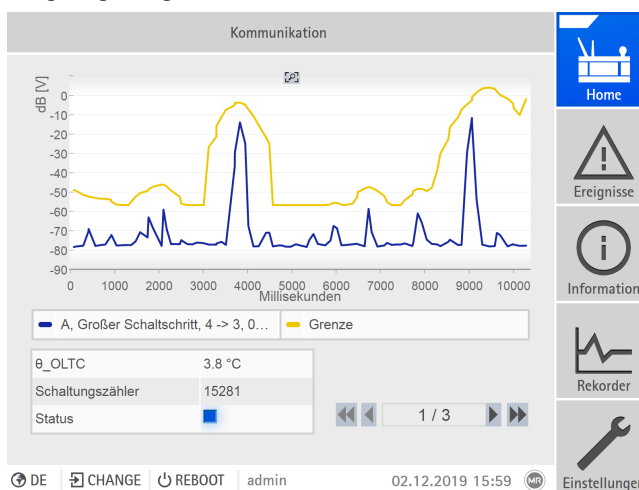 Kommunikation
dB [V]
0
-10
-20
-30
-40
-50
-60
-70
-80
-90
0 1000 2000 3000 4000 5000 6000 7000 8000 9000 10000
Millisekunden
A, Großer Schaltschritt, 4 -> 3, 0... Grenze
θ_OLTC 3.8 °C
Schaltungszähler 15281
Status
1 / 3
DE CHANGE REBOOT admin 02.12.2019 15:59 MR
Home
Ereignisse
Information
Rekorder
Einstellungen